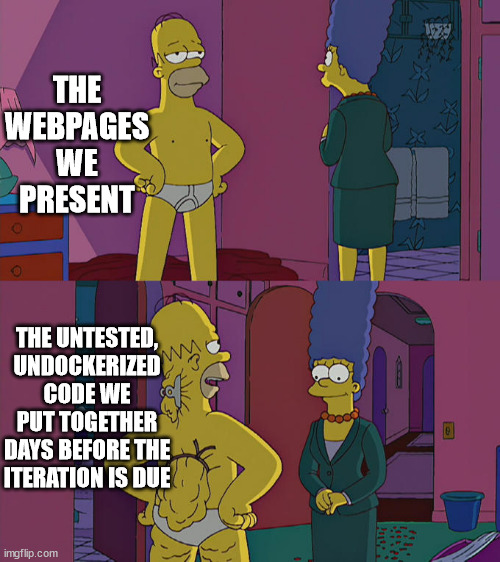 THE
WEBPAGES
WE
PRESENT
THE UNTESTED,
UNDOCKERIZED
CODE WE
PUT TOGETHER
DAYS BEFORE THE
ITERATION IS DUE
imgflip.com